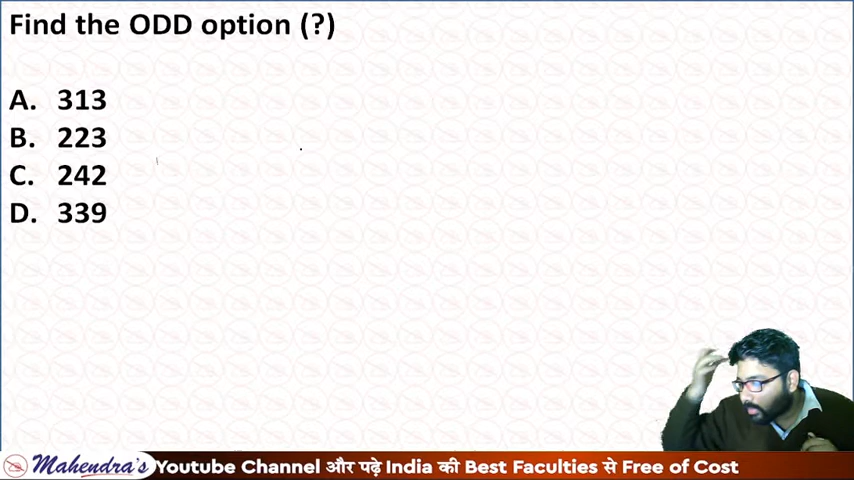 Find the ODD option (?)
A. 313
B. 223
C. 242
D. 339
Mahendra's Youtube Channel और पढ़े India की Best Faculties से Free of Cost